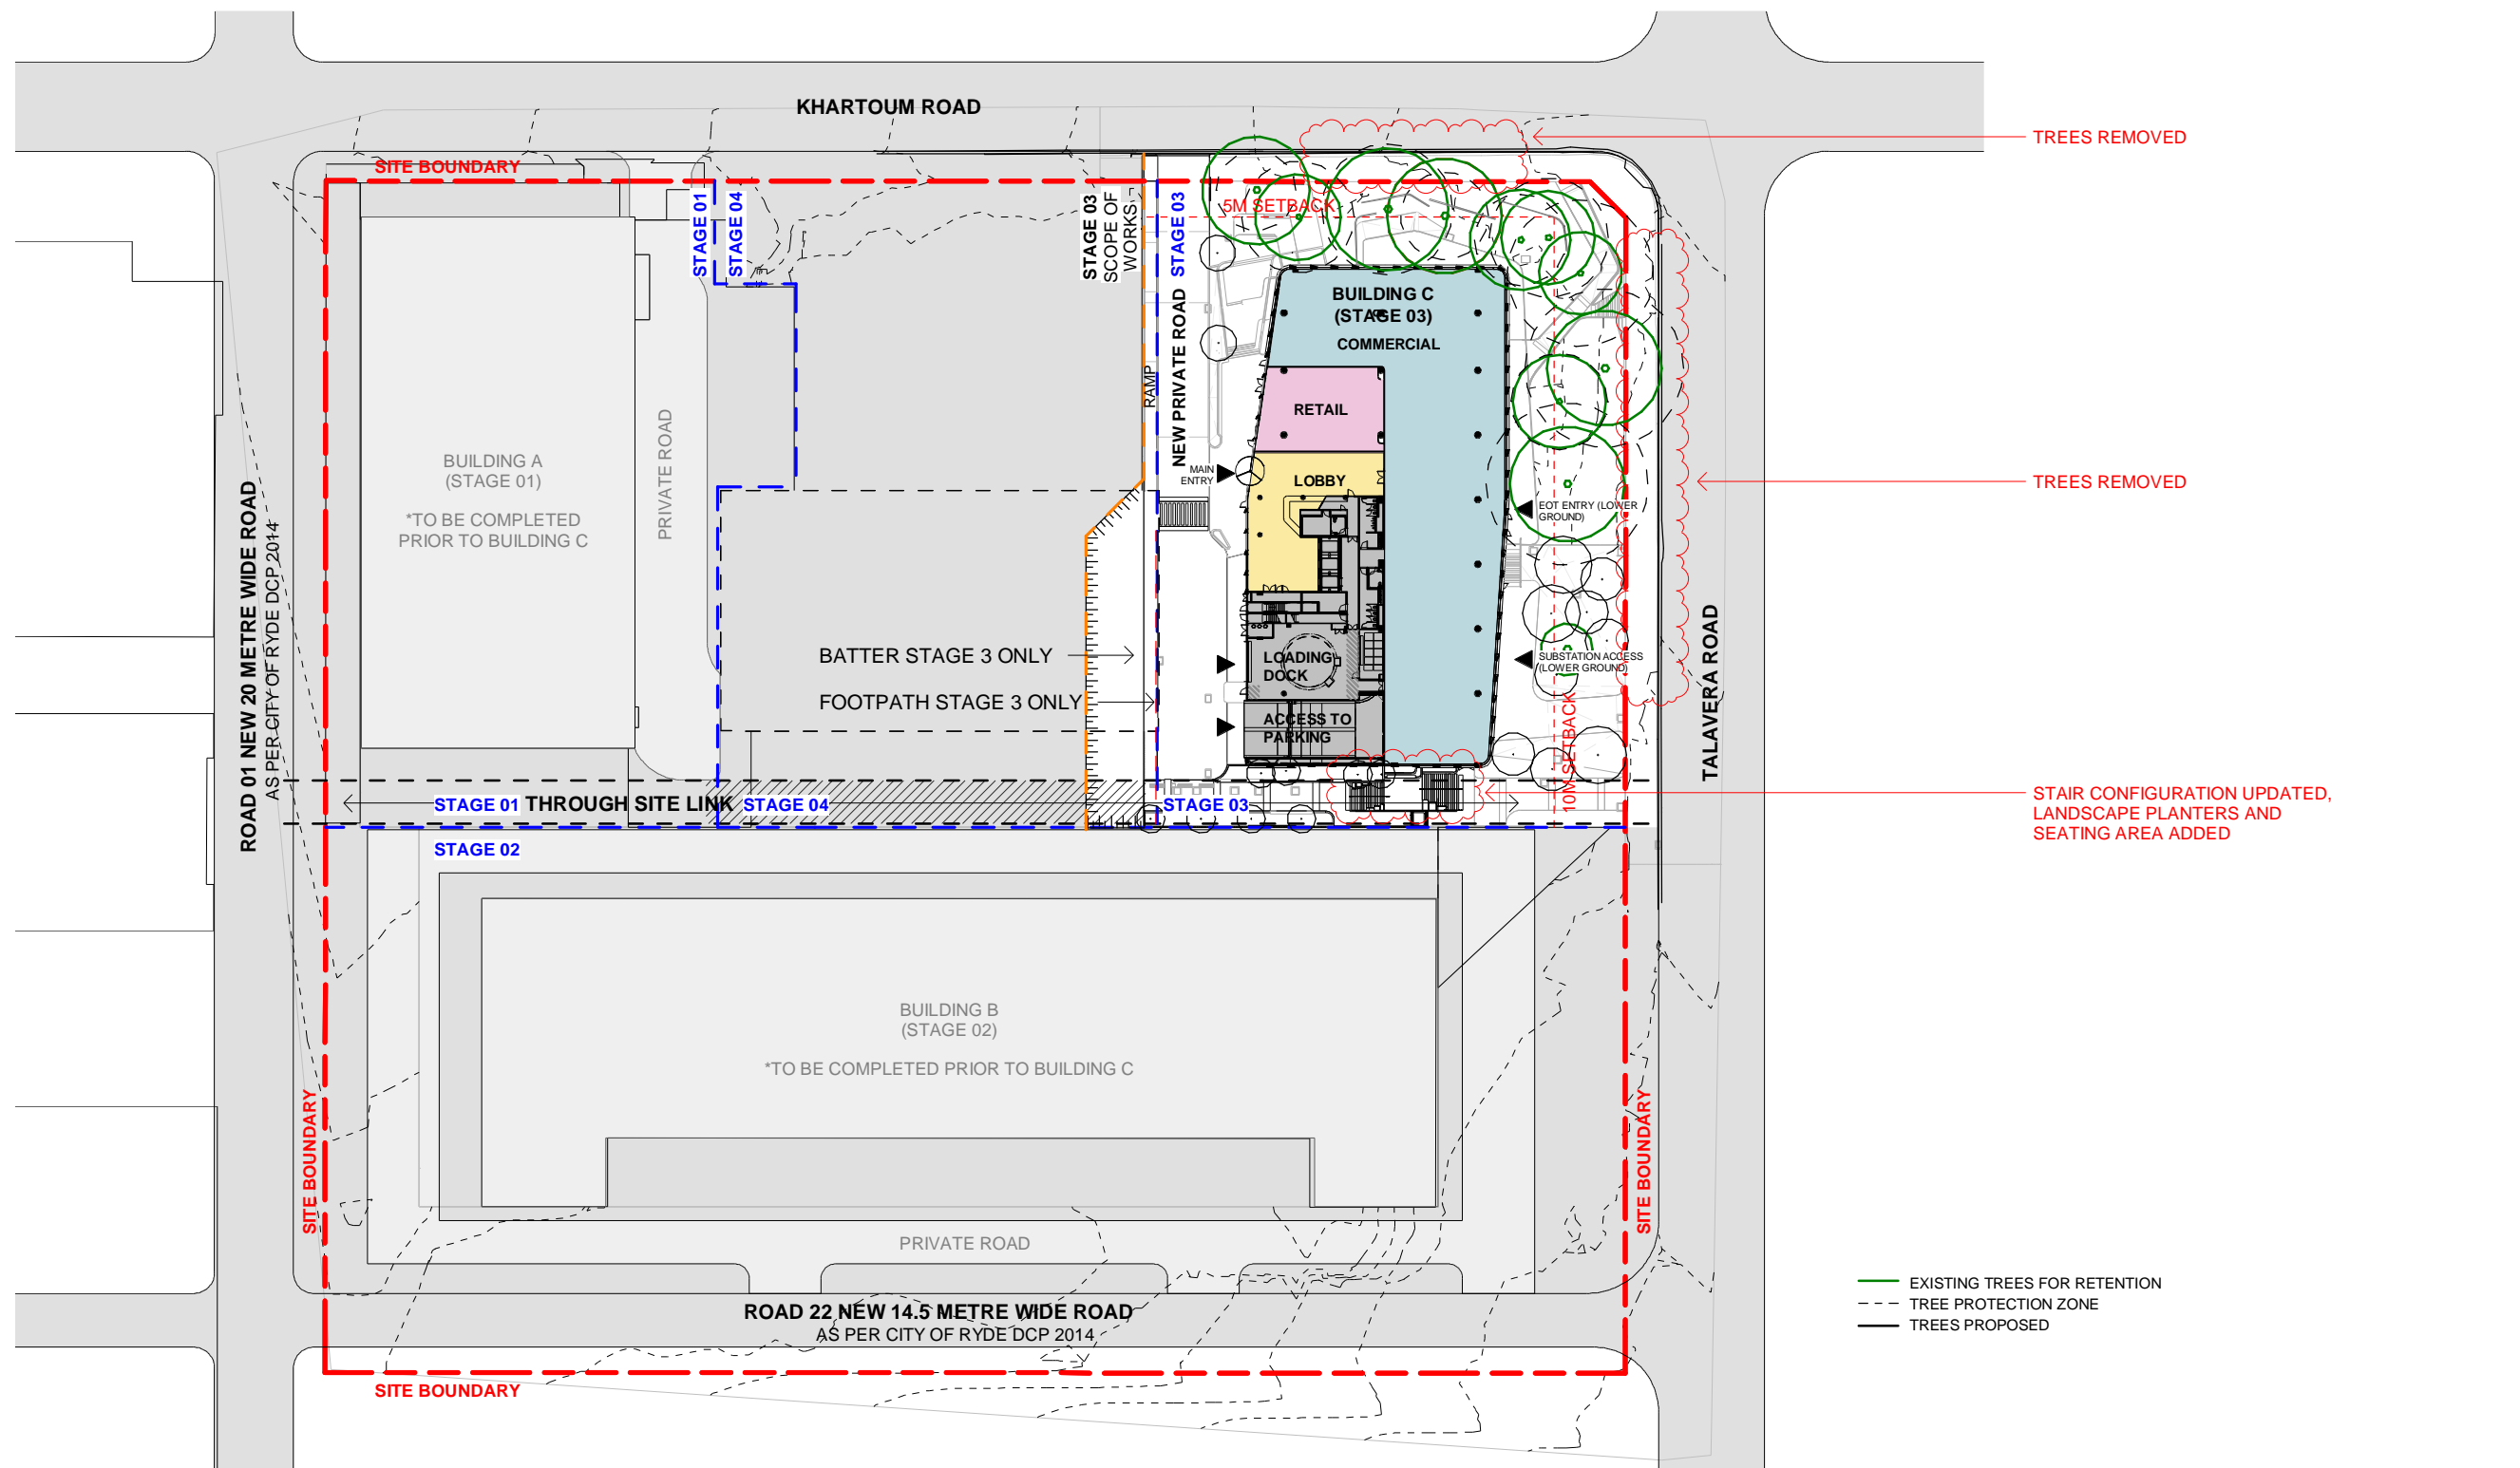 KHARTOUM ROAD
TREES REMOVED
SITE BOUNDARY
STAGE 01
STAGE 04
STAGE 03
SCOPE OF
WORKS
STAGE 03
5M SETBACK
BUILDING C
(STAGE 03)
COMMERCIAL
RAMP
NEW PRIVATE ROAD
RETAIL
MAIN
ENTRY
LOBBY
TREES REMOVED
EOT ENTRY (LOWER
GROUND)
BUILDING A
(STAGE 01)
*TO BE COMPLETED
PRIOR TO BUILDING C
PRIVATE ROAD
ROAD 01 NEW 20 METRE WIDE ROAD
AS PER CITY OF RYDE DCP 2014
BATTER STAGE 3 ONLY
FOOTPATH STAGE 3 ONLY
LOADING
DOCK
SUBSTATION ACCESS
(LOWER GROUND)
ACCESS TO
PARKING
10M SETBACK
TALAVERA ROAD
STAGE 01
THROUGH SITE LINK
STAGE 04
STAGE 03
STAIR CONFIGURATION UPDATED,
LANDSCAPE PLANTERS AND
SEATING AREA ADDED
STAGE 02
BUILDING B
(STAGE 02)
*TO BE COMPLETED PRIOR TO BUILDING C
SITE BOUNDARY
SITE BOUNDARY
PRIVATE ROAD
ROAD 22 NEW 14.5 METRE WIDE ROAD
AS PER CITY OF RYDE DCP 2014
SITE BOUNDARY
EXISTING TREES FOR RETENTION
TREE PROTECTION ZONE
TREES PROPOSED